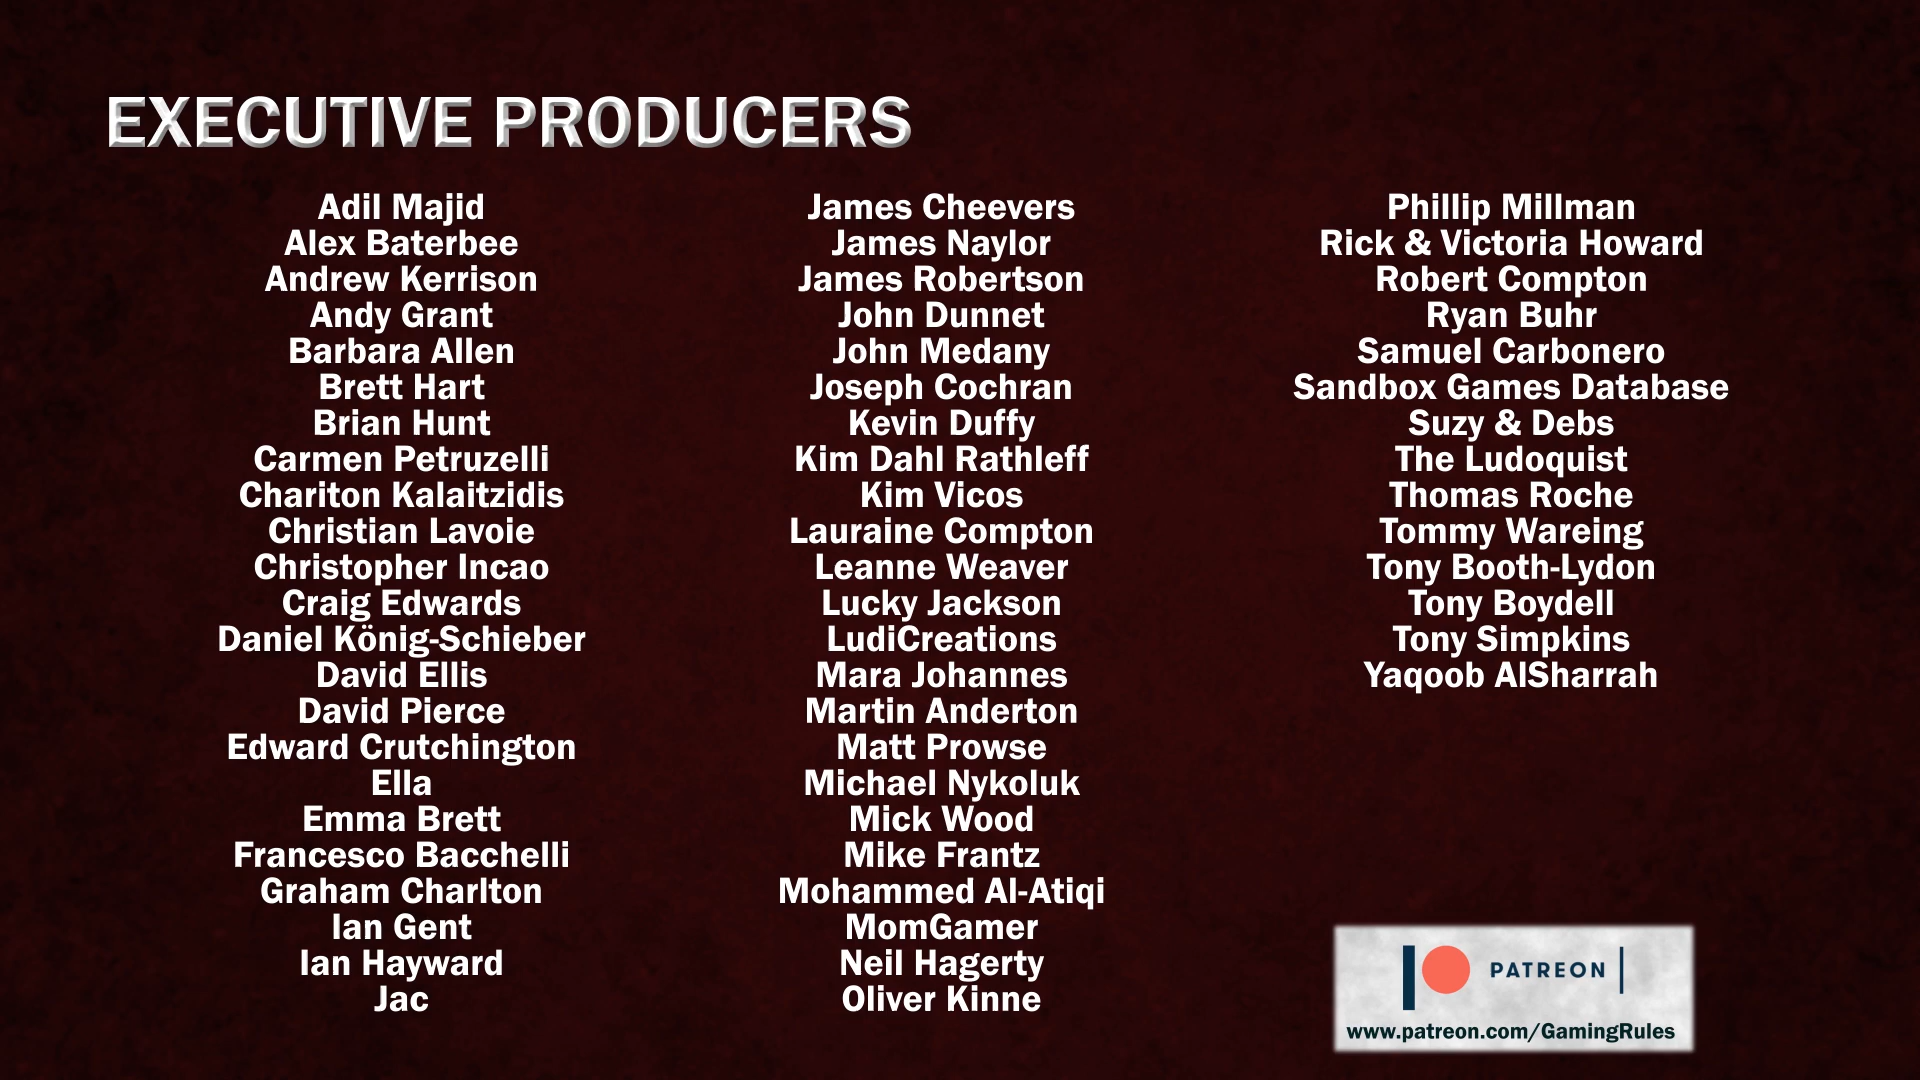 EXECUTIVE PRODUCERS
Adil Majid
Alex Baterbee
Andrew Kerrison
Andy Grant
Barbara Allen
Brett Hart
Brian Hunt
Carmen Petruzelli
Chariton Kalaitzidis
Christian Lavoie
Christopher Incao
Craig Edwards
Daniel König-Schieber
David Ellis
David Pierce
Edward Crutchington
Ella
Emma Brett
Francesco Bacchelli
Graham Charlton
Ian Gent
Ian Hayward
Jac
James Cheevers
James Naylor
James Robertson
John Dunnet
John Medany
Joseph Cochran
Kevin Duffy
Kim Dahl Rathleff
Kim Vicos
Lauraine Compton
Leanne Weaver
Lucky Jackson
LudiCreations
Mara Johannes
Martin Anderton
Matt Prowse
Michael Nykoluk
Mick Wood
Mike Frantz
Mohammed Al-Atiqi
MomGamer
Neil Hagerty
Oliver Kinne
Phillip Millman
Rick & Victoria Howard
Robert Compton
Ryan Buhr
Samuel Carbonero
Sandbox Games Database
Suzy & Debs
The Ludoquist
Thomas Roche
Tommy Wareing
Tony Booth-Lydon
Tony Boydell
Tony Simpkins
Yaqoob AlSharrah
PATREON
www.patreon.com/GamingRules